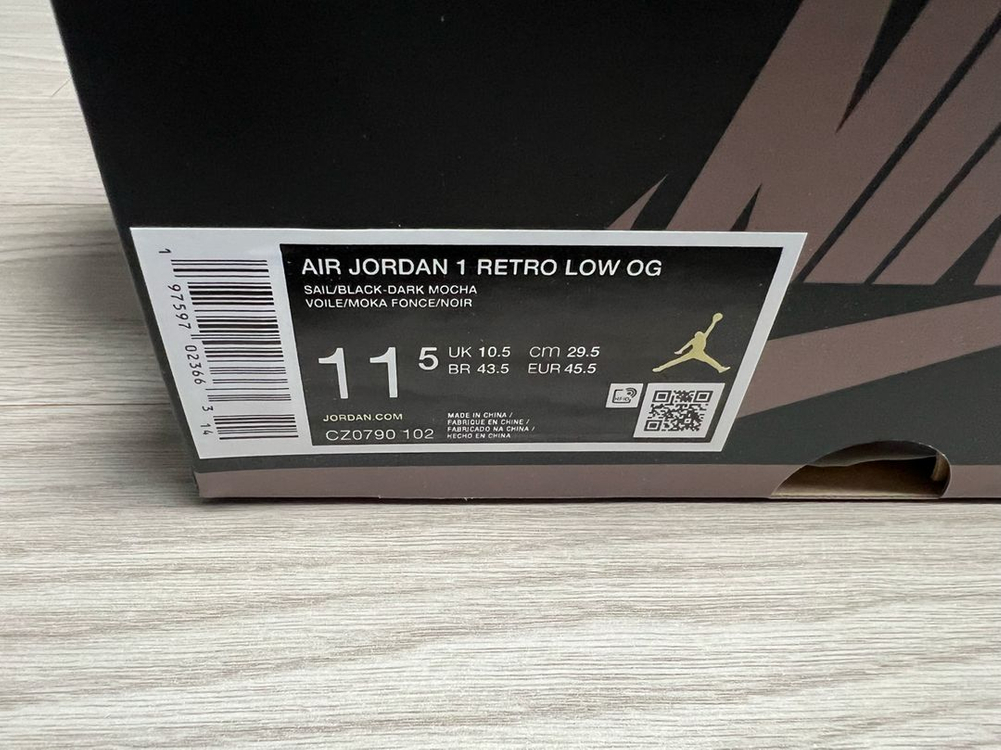 AIR JORDAN 1 RETRO LOW OG
SAIL/BLACK-DARK MOCHA
VOILE/MOKA FONCE/NOIR
11 5 UK 10.5 cm 29.5
BR 43.5 EUR 45.5
JORDAN.COM
CZ0790 102
MADE IN CHINA /
FABRIQUE EN CHINE /
FABRICADO NA CHINA /
HECHO EN CHINA
1 97597 02366 3 14